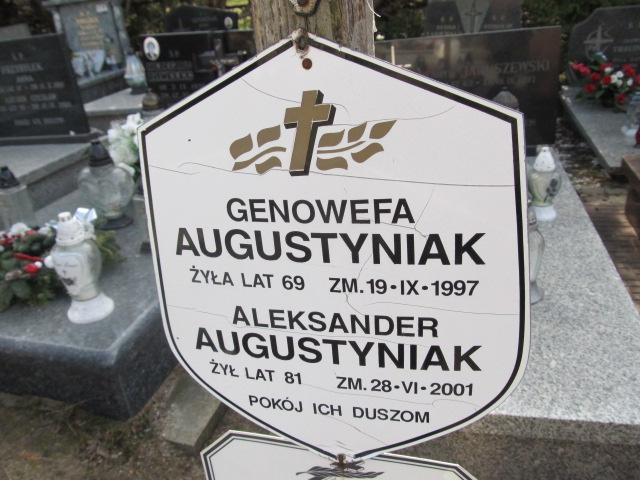 GENOWEFA
AUGUSTYNIAK
ŻYŁA LAT 69 ZM.19·IX·1997
ALEKSANDER
AUGUSTYNIAK
ŻYŁ LAT 81 ZM.28·VI·2001
POKÓJ ICH DUSZOM